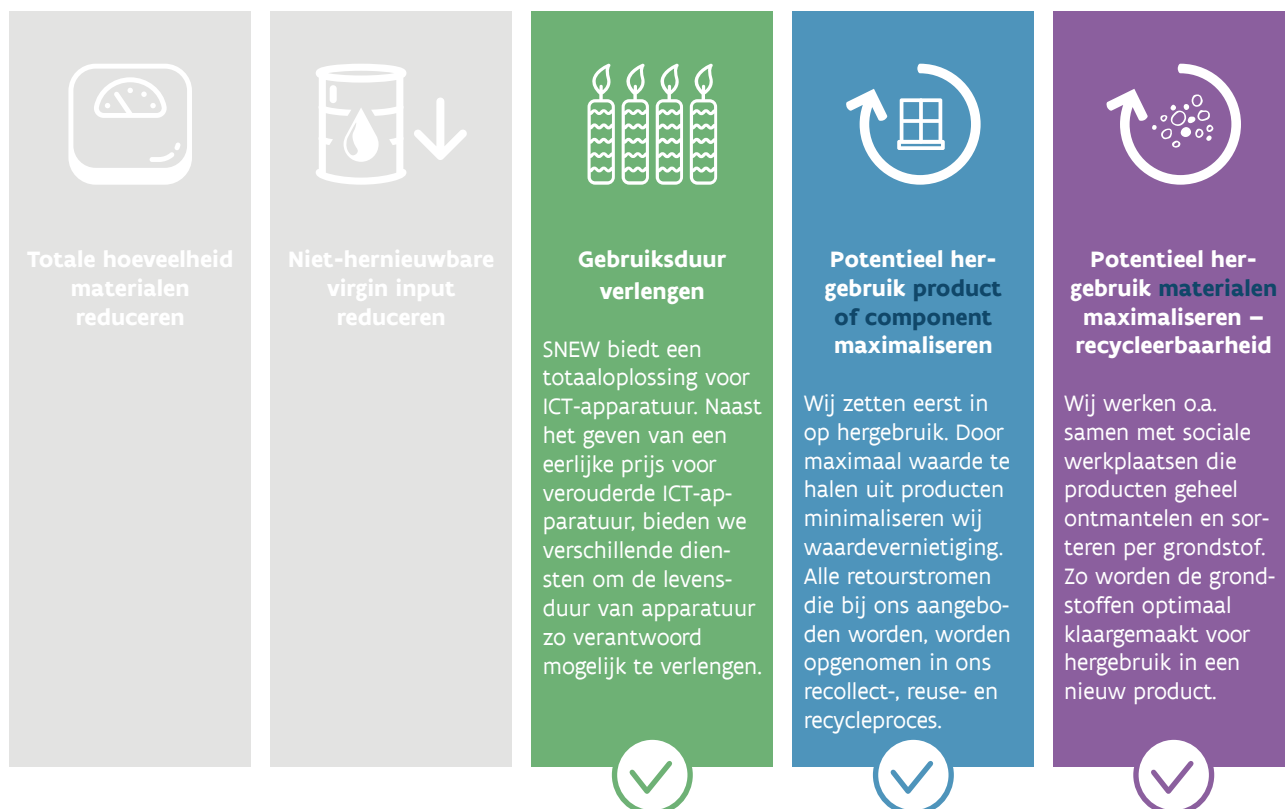 Totale hoeveelheid
materialen
reduceren
Niet-hernieuwbare
virgin input
reduceren
Gebruiksduur
verlengen
SNEW biedt een
totaaloplossing voor
ICT-apparatuur. Naast
het geven van een
eerlijke prijs voor
verouderde ICT-ap-
paratuur, bieden we
verschillende dien-
sten om de levens-
duur van apparatuur
zo verantwoord
mogelijk te verlengen.
Potentieel her-
gebruik product
of component
maximaliseren
Wij zetten eerst in
op hergebruik. Door
maximaal waarde te
halen uit producten
minimaliseren wij
waardevernietiging.
Alle retourstromen
die bij ons aangebo-
den worden, worden
opgenomen in ons
recollect-, reuse- en
recycleproces.
Potentieel her-
gebruik materialen
maximaliseren –
recycleerbaarheid
Wij werken o.a.
samen met sociale
werkplaatsen die
producten geheel
ontmantelen en sor-
teren per grondstof.
Zo worden de grond-
stoffen optimaal
klaargemaakt voor
hergebruik in een
nieuw product.